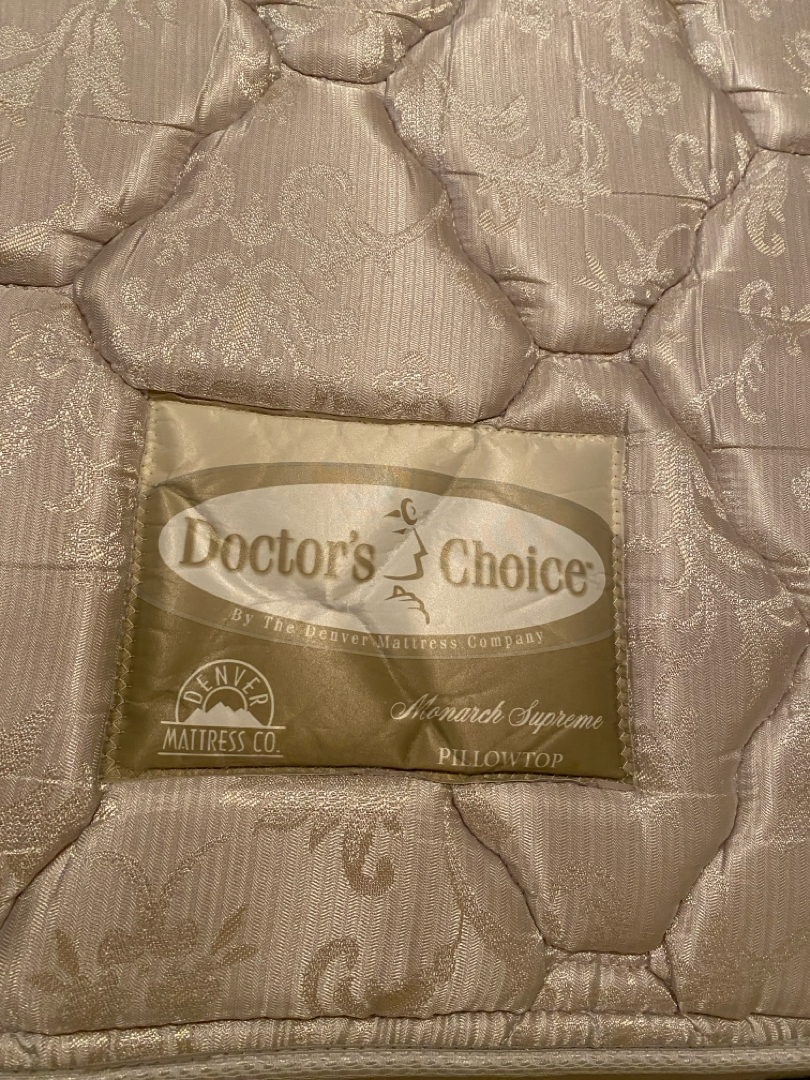 Doctor's Choice
By The Denver Mattress Company
DENVER
MATTRESS CO.
Monarch Supreme
PILLOWTOP